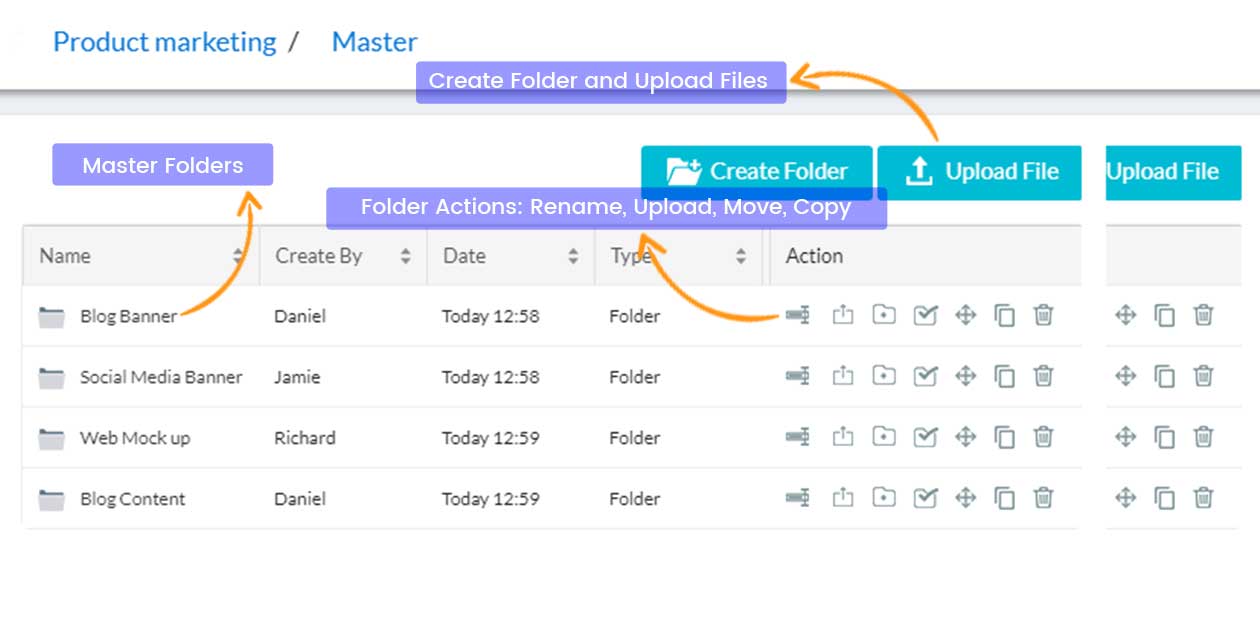 Product marketing / Master
Create Folder and Upload Files
Master Folders
Create Folder Upload File Upload File
Folder Actions: Rename, Upload, Move, Copy
Name Create By Date Type Action
Blog Banner Daniel Today 12:58 Folder
Social Media Banner Jamie Today 12:58 Folder
Web Mock up Richard Today 12:59 Folder
Blog Content Daniel Today 12:59 Folder